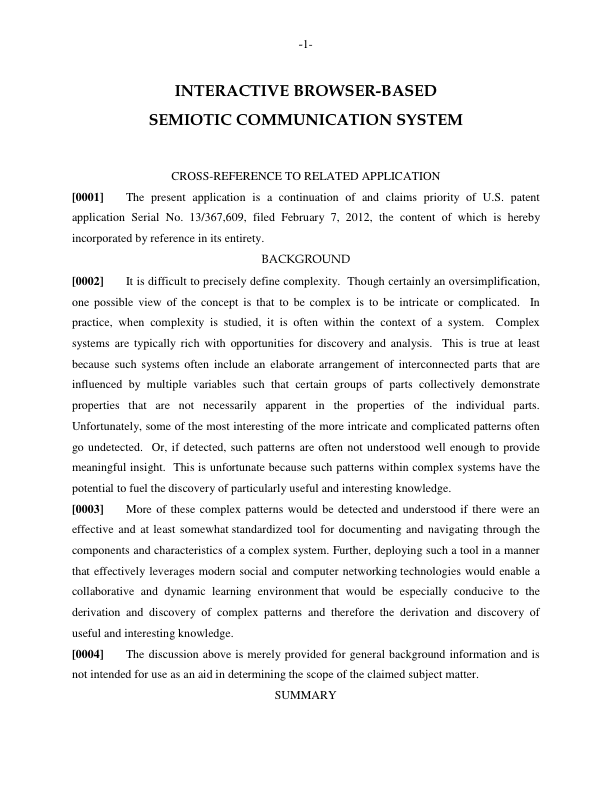 -1-
INTERACTIVE BROWSER-BASED
SEMIOTIC COMMUNICATION SYSTEM
CROSS-REFERENCE TO RELATED APPLICATION
[0001] The present application is a continuation of and claims priority of U.S. patent
application Serial No. 13/367,609, filed February 7, 2012, the content of which is hereby
incorporated by reference in its entirety.
BACKGROUND
[0002] It is difficult to precisely define complexity. Though certainly an oversimplification,
one possible view of the concept is that to be complex is to be intricate or complicated. In
practice, when complexity is studied, it is often within the context of a system. Complex
systems are typically rich with opportunities for discovery and analysis. This is true at least
because such systems often include an elaborate arrangement of interconnected parts that are
influenced by multiple variables such that certain groups of parts collectively demonstrate
properties that are not necessarily apparent in the properties of the individual parts.
Unfortunately, some of the most interesting of the more intricate and complicated patterns often
go undetected. Or, if detected, such patterns are often not understood well enough to provide
meaningful insight. This is unfortunate because such patterns within complex systems have the
potential to fuel the discovery of particularly useful and interesting knowledge.
[0003] More of these complex patterns would be detected and understood if there were an
effective and at least somewhat standardized tool for documenting and navigating through the
components and characteristics of a complex system. Further, deploying such a tool in a manner
that effectively leverages modern social and computer networking technologies would enable a
collaborative and dynamic learning environment that would be especially conducive to the
derivation and discovery of complex patterns and therefore the derivation and discovery of
useful and interesting knowledge.
[0004] The discussion above is merely provided for general background information and is
not intended for use as an aid in determining the scope of the claimed subject matter.
SUMMARY